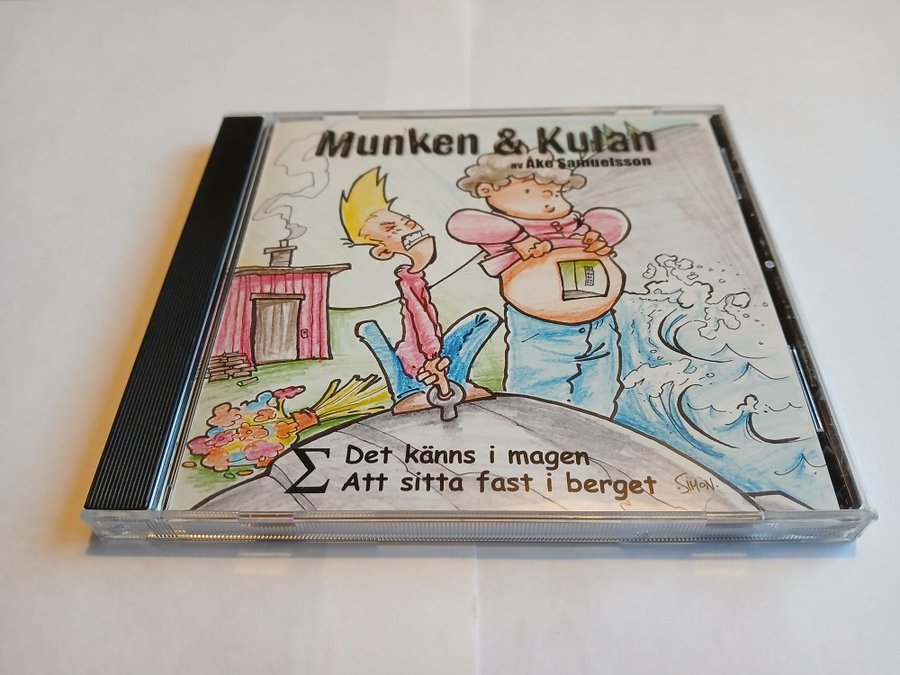 Munken & Kulan
av Åke Samuelsson
Σ Det känns i magen
Att sitta fast i berget
SIMON.